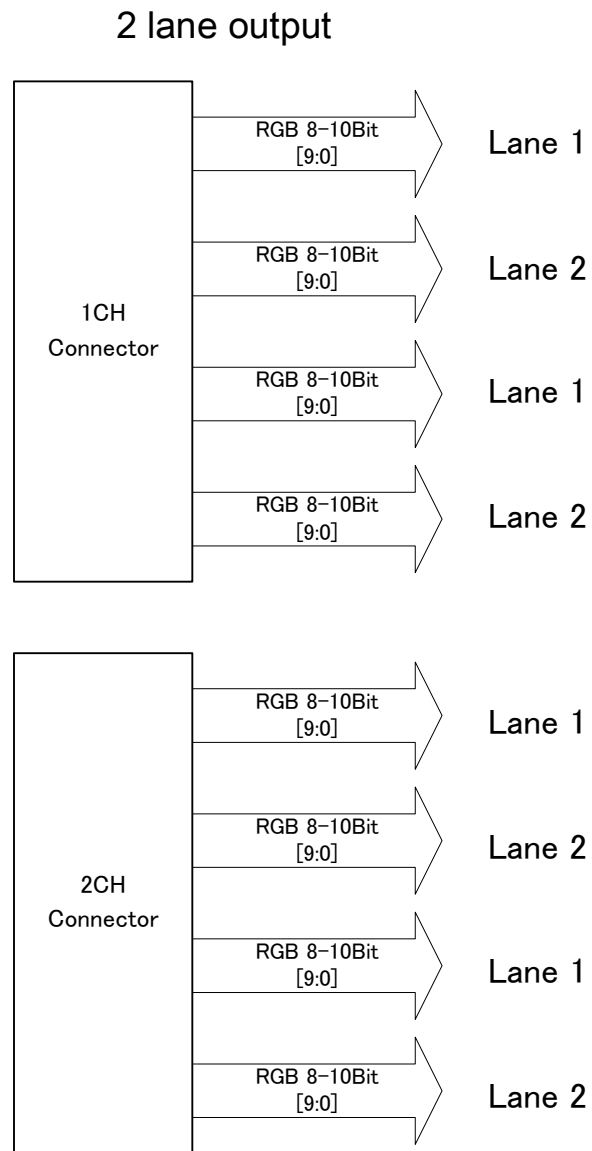 2 lane output
RGB 8-10Bit
[9:0]
Lane 1
RGB 8-10Bit
[9:0]
Lane 2
1CH
Connector
RGB 8-10Bit
[9:0]
Lane 1
RGB 8-10Bit
[9:0]
Lane 2
RGB 8-10Bit
[9:0]
Lane 1
RGB 8-10Bit
[9:0]
Lane 2
2CH
Connector
RGB 8-10Bit
[9:0]
Lane 1
RGB 8-10Bit
[9:0]
Lane 2